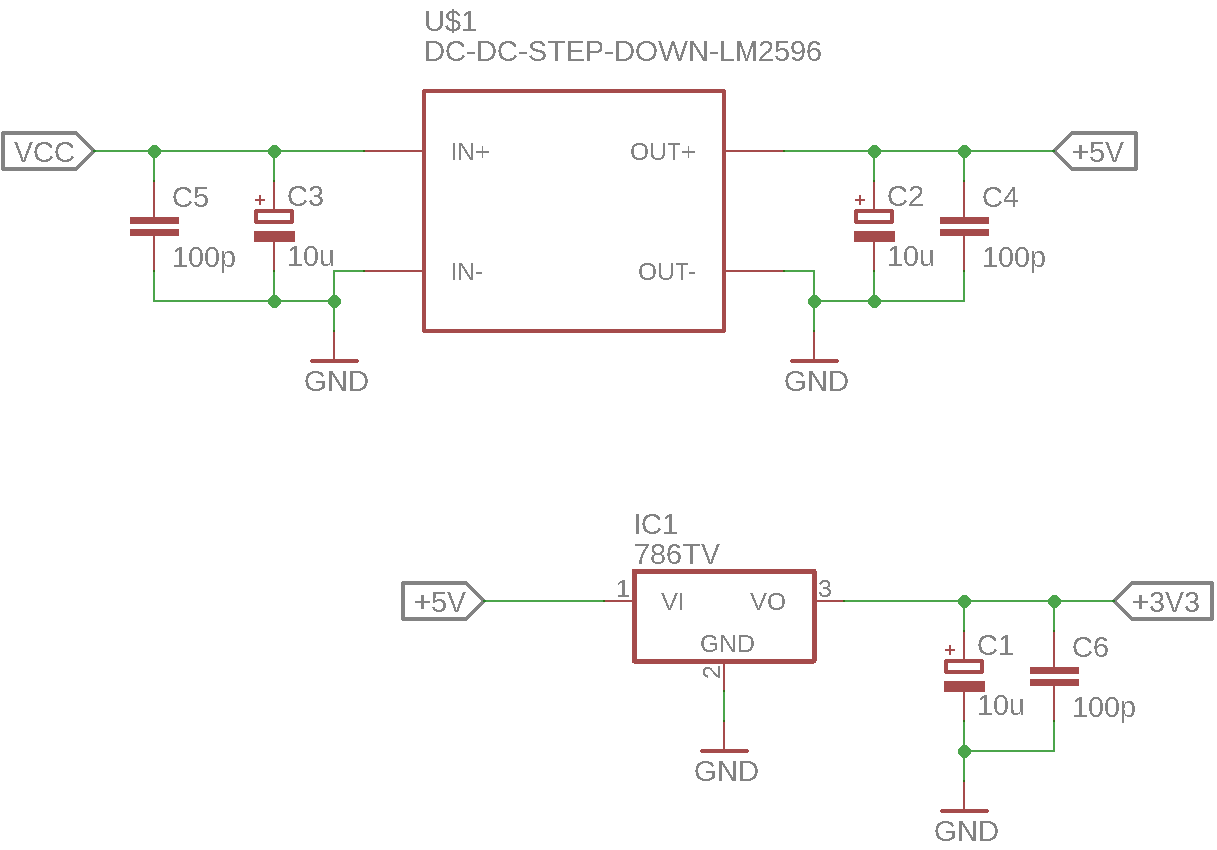 U$1
DC-DC-STEP-DOWN-LM2596
VCC
IN+
OUT+
+5V
C5
+
C3
+
C2
C4
100p
10u
10u
100p
IN-
OUT-
GND
GND
IC1
786TV
+5V
1
VI
VO
3
+3V3
GND
2
+
C1
C6
10u
100p
GND
GND